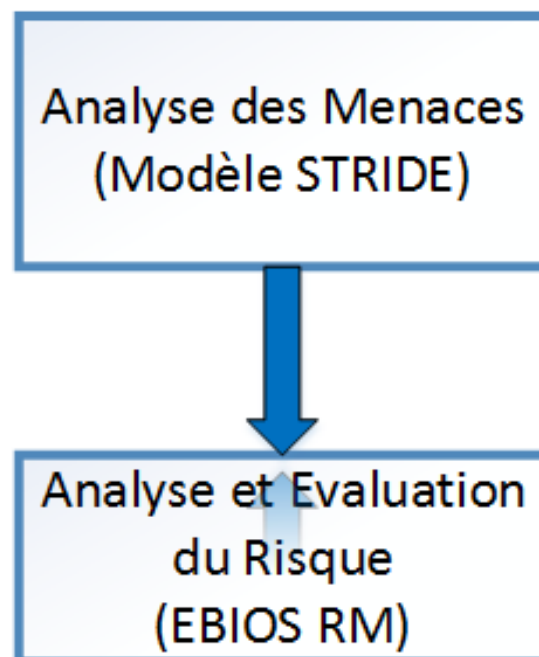 Analyse des Menaces
(Modèle STRIDE)
Analyse et Evaluation
du Risque
(EBIOS RM)